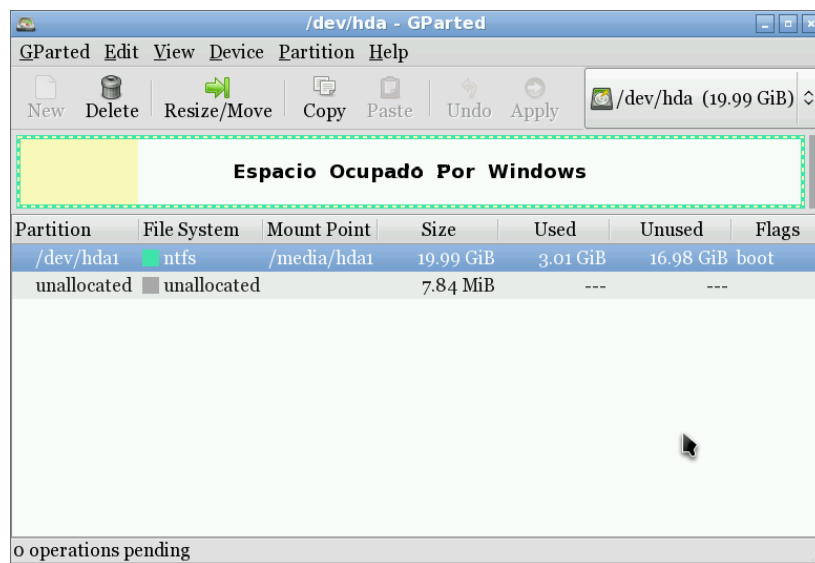 /dev/hda - GParted
GParted Edit View Device Partition Help
New Delete Resize/Move Copy Paste Undo Apply /dev/hda (19.99 GiB)
Espacio Ocupado Por Windows
Partition File System Mount Point Size Used Unused Flags
/dev/hda1 ntfs /media/hda1 19.99 GiB 3.01 GiB 16.98 GiB boot
unallocated unallocated 7.84 MiB --- ---
0 operations pending